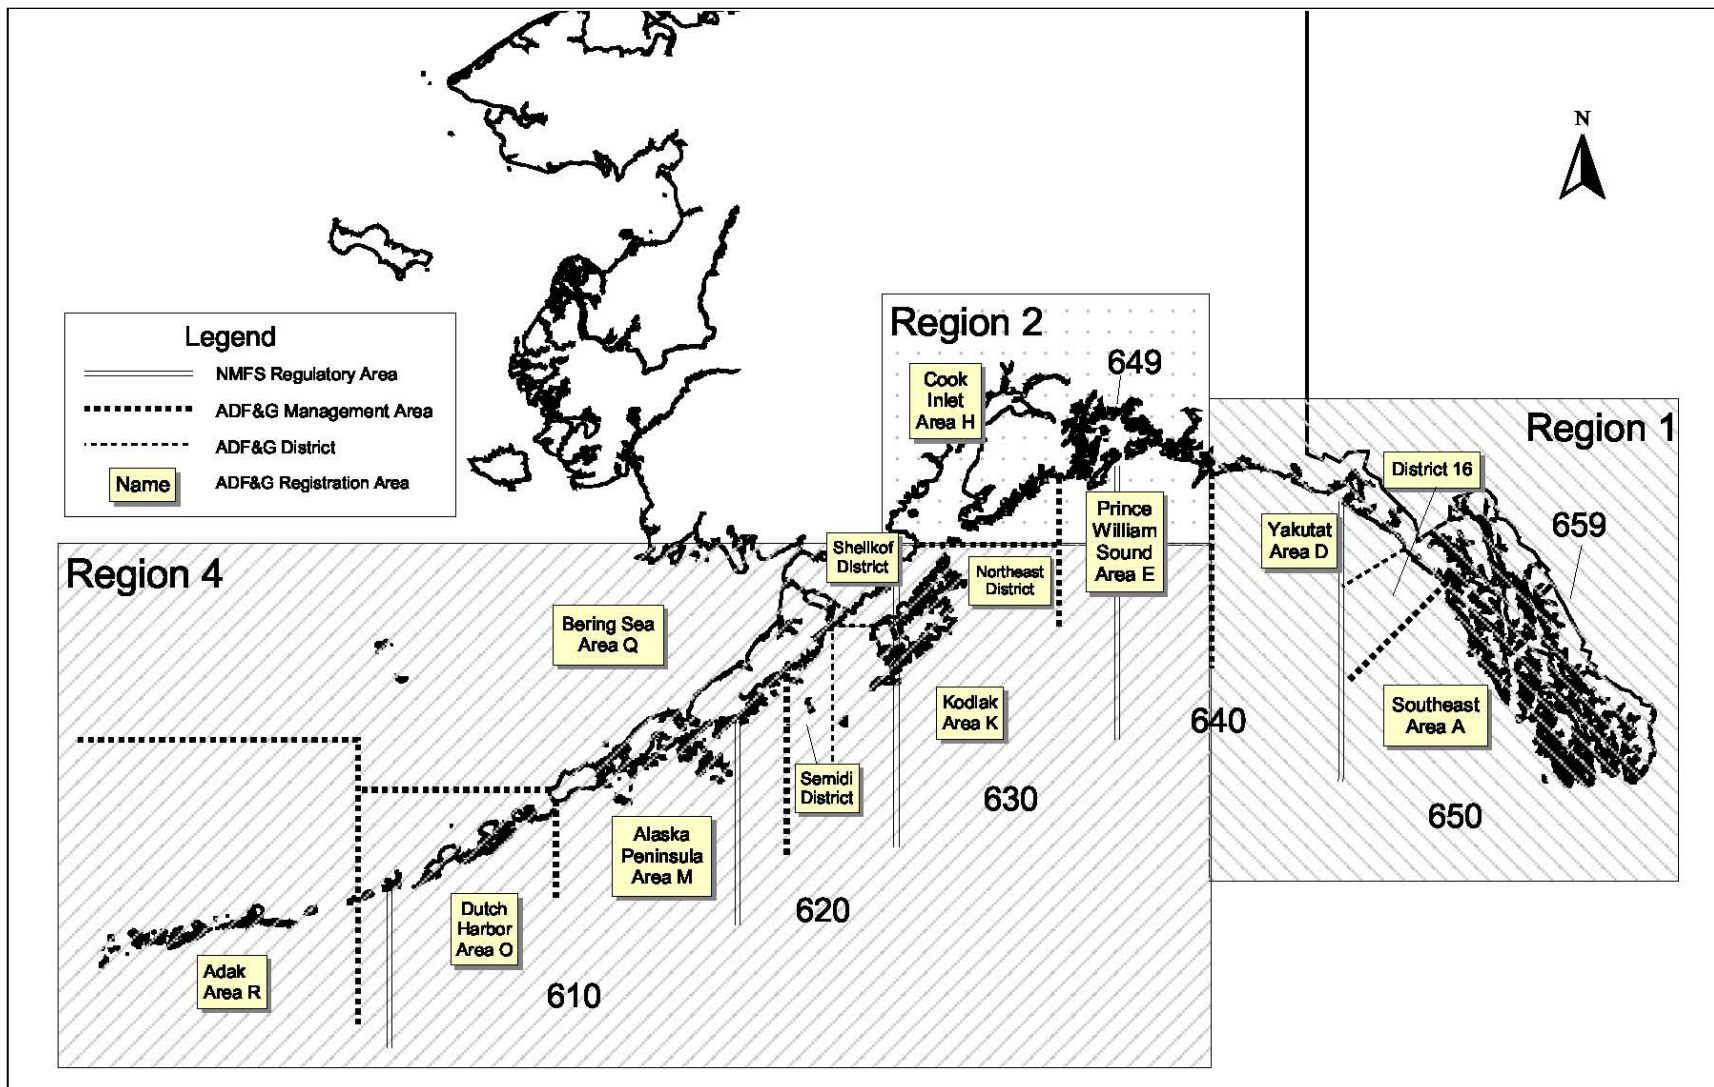 N
Legend
NMFS Regulatory Area
ADF&G Management Area
ADF&G District
Name
ADF&G Registration Area
Region 2
649
Cook
Inlet
Area H
Region 1
District 16
659
Prince
William
Sound
Area E
Yakutat
Area D
Region 4
Shelikof
District
Northeast
District
Bering Sea
Area Q
Kodiak
Area K
640
Southeast
Area A
Semidi
District
630
650
Alaska
Peninsula
Area M
620
Dutch
Harbor
Area O
Adak
Area R
610